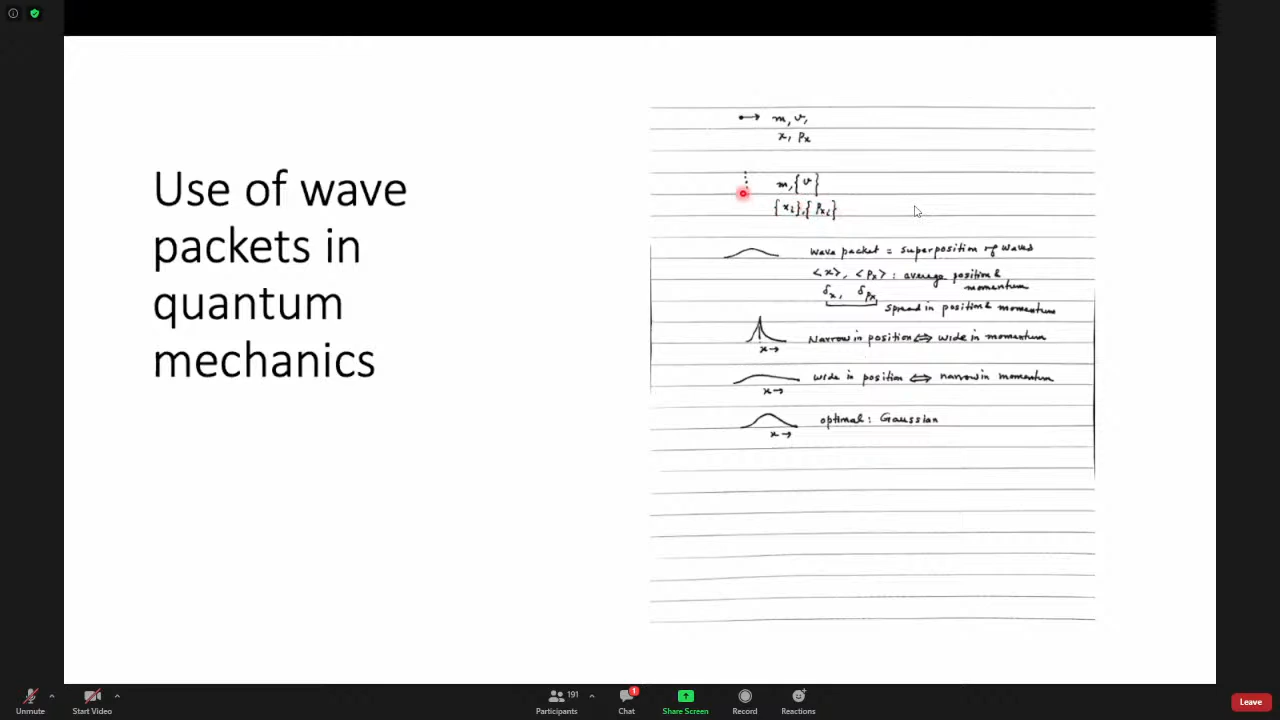 Use of wave
packets in
quantum
mechanics
m, v,
x, px
m, {v}
{xi}, {pxi}
wave packet = superposition of waves
<x>, <px> : average position &
momentum
δx, δpx
spread in position & momentum
x→
Narrow in position ⇔ wide in momentum
wide in position ⇔ narrow in momentum
x→
optimal: Gaussian
x→
Unmute
Start Video
191
Participants
1
Chat
Share Screen
Record
Reactions
Leave